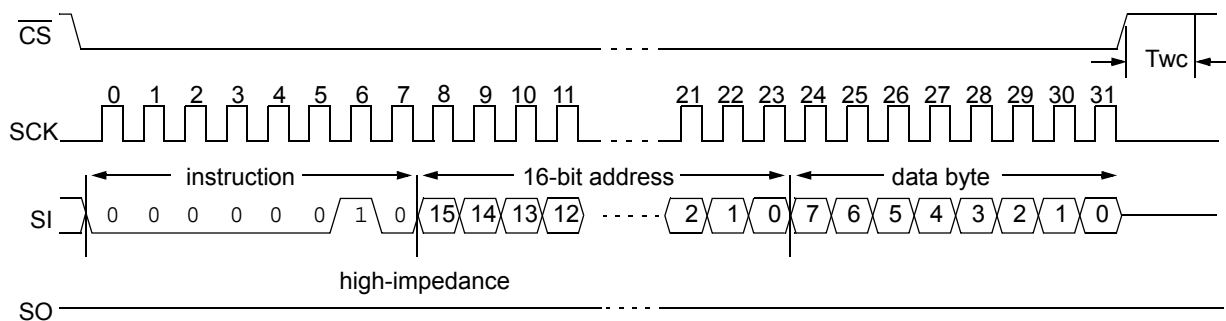 CS
Twc
0 1 2 3 4 5 6 7 8 9 10 11 21 22 23 24 25 26 27 28 29 30 31
SCK
instruction 16-bit address data byte
SI 0 0 0 0 0 0 1 0 15 14 13 12 2 1 0 7 6 5 4 3 2 1 0
high-impedance
SO